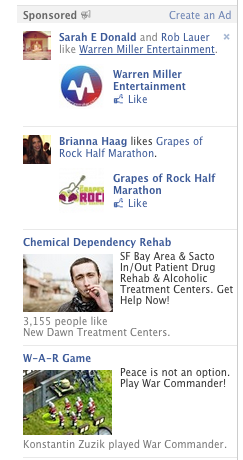 Sponsored
Create an Ad
Sarah E Donald and Rob Lauer
like Warren Miller Entertainment.
Warren Miller
Entertainment
Like
Brianna Haag likes Grapes of
Rock Half Marathon.
GRAPES
ROCK
Grapes of Rock Half
Marathon
Like
Chemical Dependency Rehab
SF Bay Area & Sacto
In/Out Patient Drug
Rehab & Alcoholic
Treatment Centers. Get
Help Now!
3,155 people like
New Dawn Treatment Centers.
W-A-R Game
Peace is not an option.
Play War Commander!
Konstantin Zuzik played War Commander.